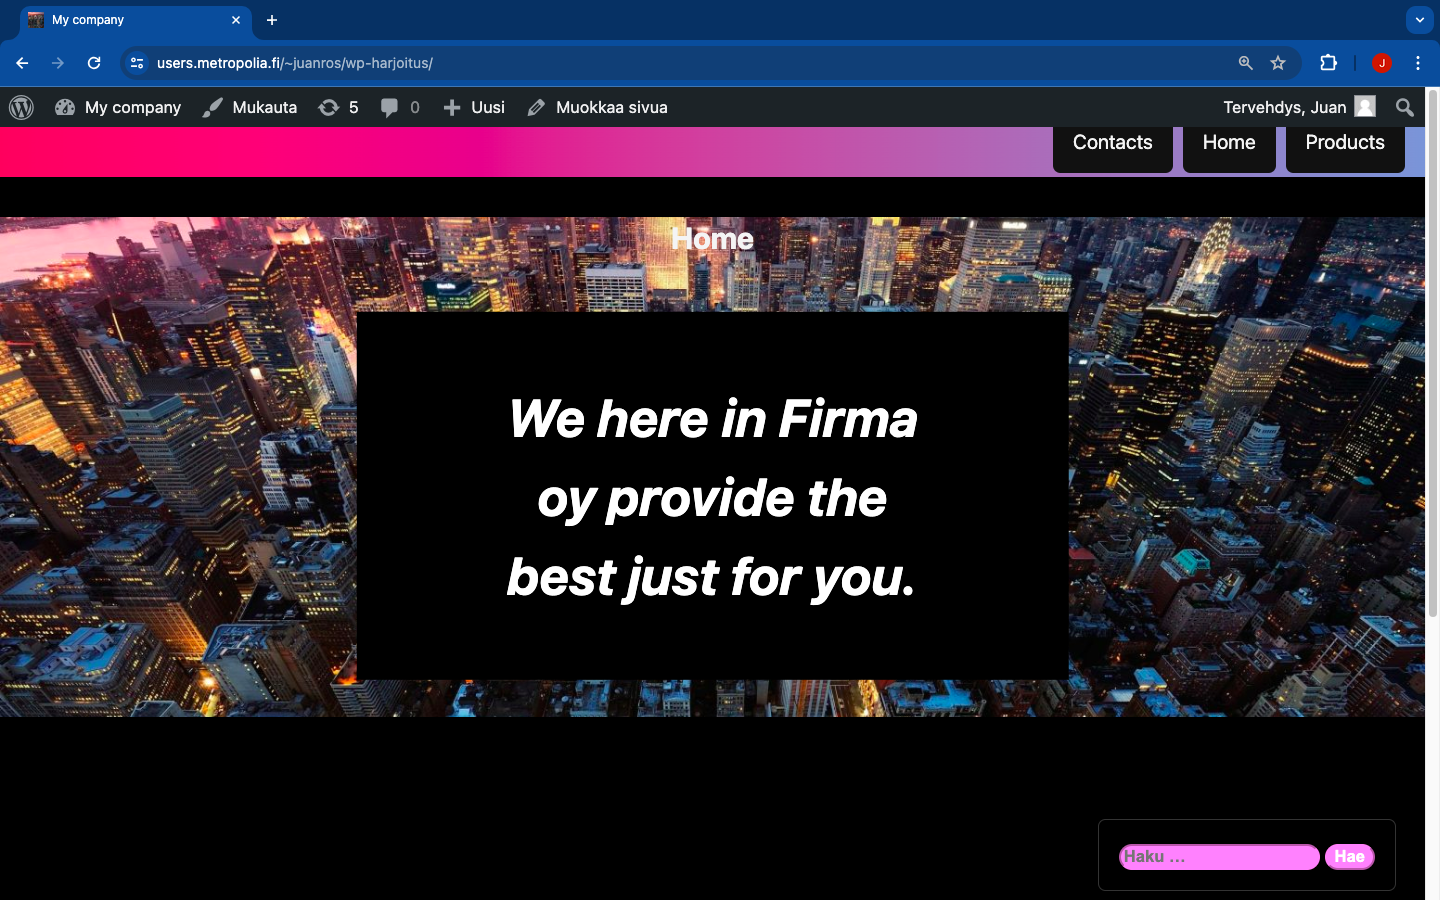 My company
users.metropolia.fi/~juanros/wp-harjoitus/
J
My company Mukauta 5 0 Uusi Muokkaa sivua Tervehdys, Juan
Contacts Home Products
Home
We here in Firma
oy provide the
best just for you.
Haku ... Hae